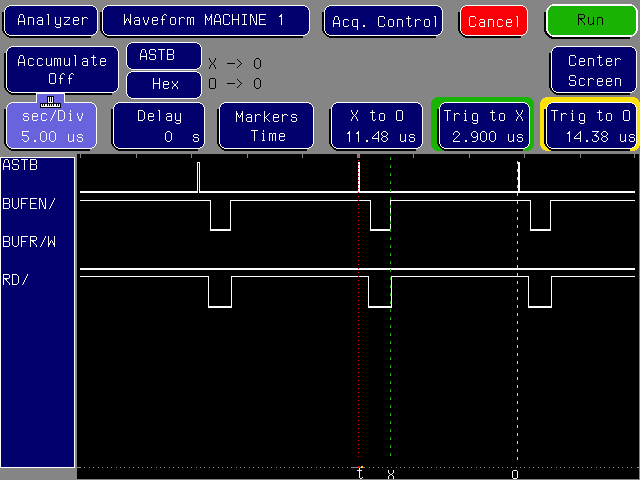 Analyzer
Waveform MACHINE 1
Acq. Control
Cancel
Run
Accumulate
Off
ASTB
X -> 0
Hex
O -> 0
Center
Screen
sec/Div
5.00 us
Delay
0 s
Markers
Time
X to O
11.48 us
Trig to X
2.900 us
Trig to O
14.38 us
ASTB
BUFEN/
BUFR/W
RD/
t
x
o